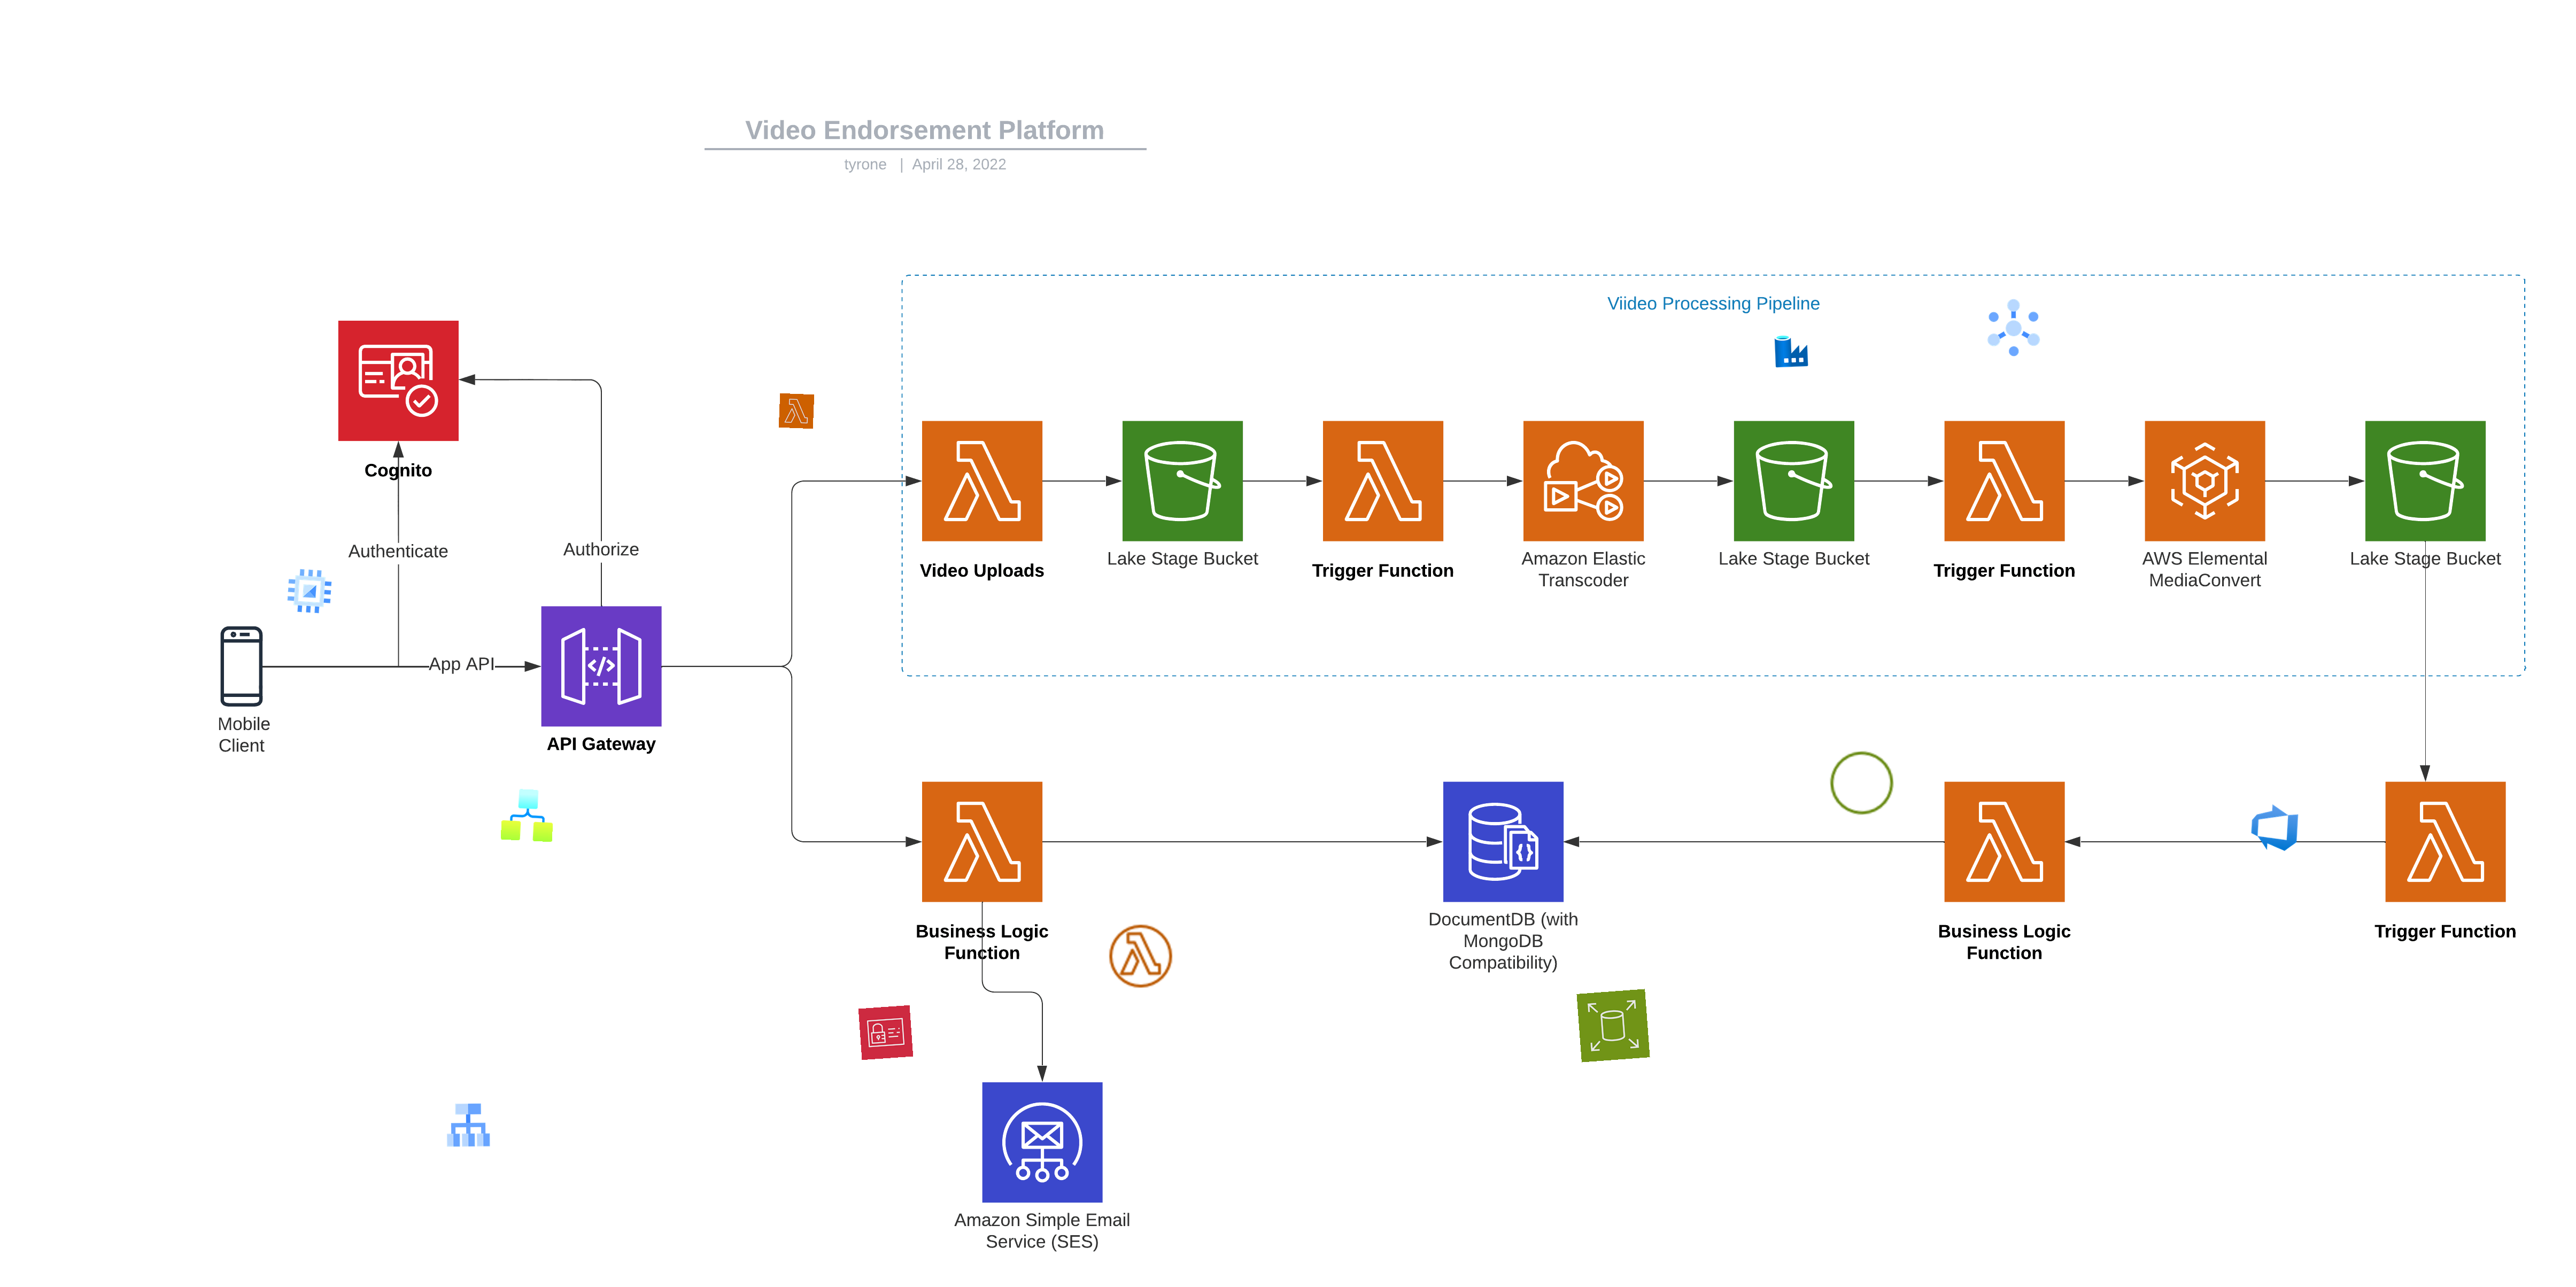 Video Endorsement Platform
tyrone | April 28, 2022
Viideo Processing Pipeline
Cognito
Authenticate
Authorize
App API
Mobile
Client
API Gateway
Video Uploads
Lake Stage Bucket
Trigger Function
Amazon Elastic
Transcoder
Lake Stage Bucket
Trigger Function
AWS Elemental
MediaConvert
Lake Stage Bucket
Business Logic
Function
DocumentDB (with
MongoDB
Compatibility)
Business Logic
Function
Trigger Function
Amazon Simple Email
Service (SES)